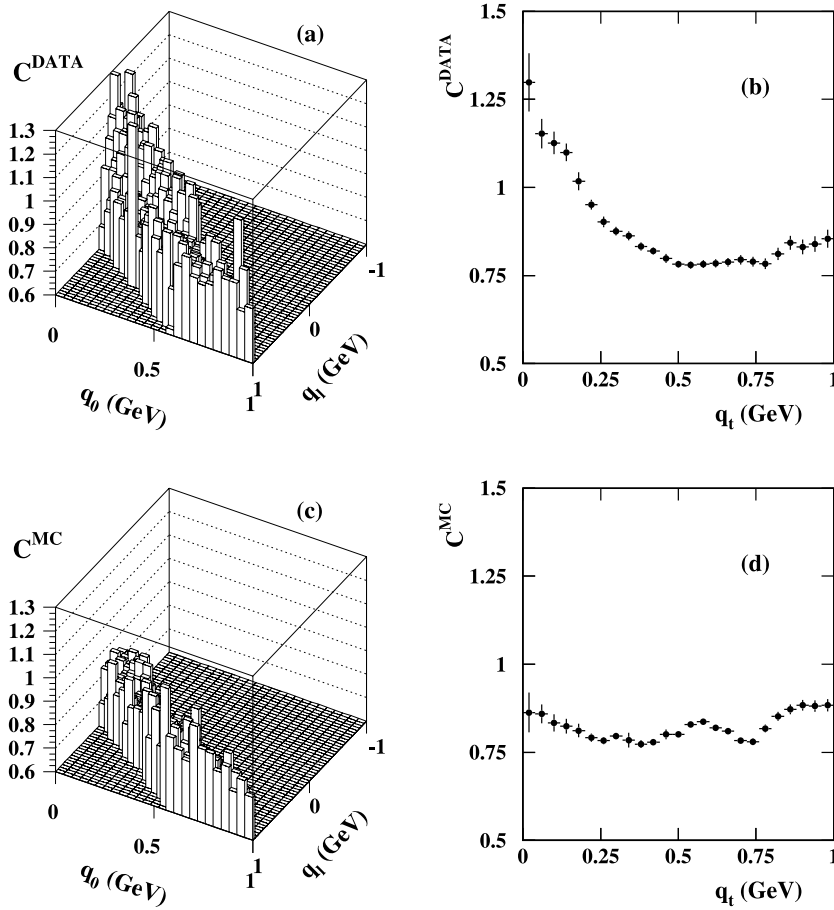 (a)
C^DATA
1.3
1.2
1.1
1
0.9
0.8
0.7
0.6
0
0.5
1
q_0 (GeV)
1
0
-1
q_l (GeV)
(b)
C^DATA
1.5
1.25
1
0.75
0.5
0 0.25 0.5 0.75 1
q_t (GeV)
(c)
C^MC
1.3
1.2
1.1
1
0.9
0.8
0.7
0.6
0
0.5
1
q_0 (GeV)
1
0
-1
q_l (GeV)
(d)
C^MC
1.5
1.25
1
0.75
0.5
0 0.25 0.5 0.75 1
q_t (GeV)